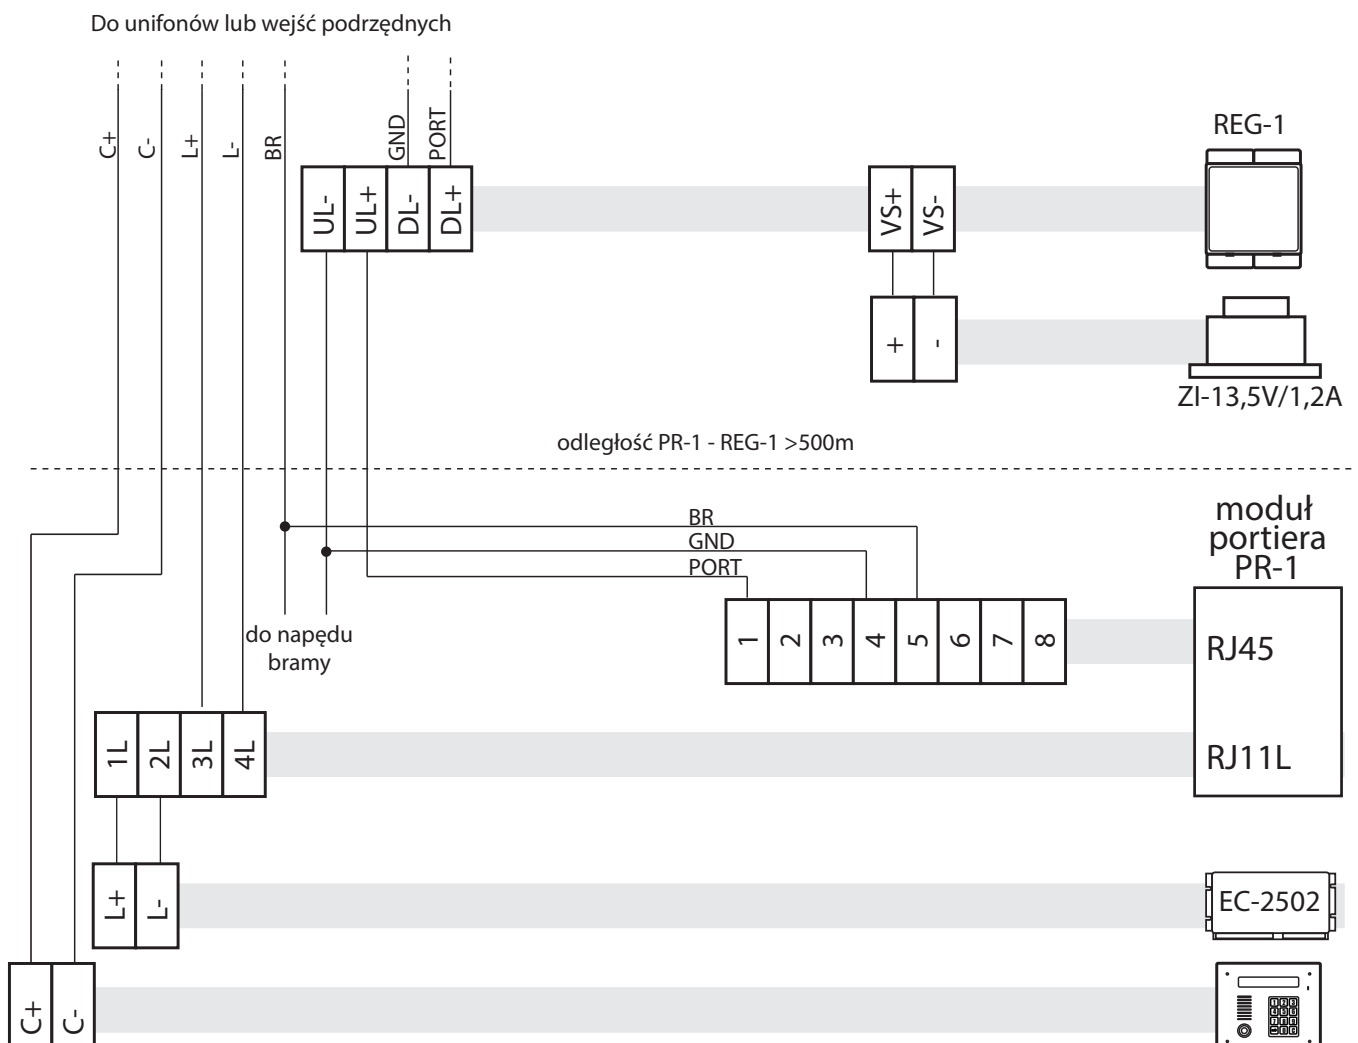 Do unifonów lub wejść podrzędnych
C+
C-
L+
L-
BR
GND
PORT
REG-1
UL-
UL+
DL-
DL+
VS+
VS-
+
-
ZI-13,5V/1,2A
odległość PR-1 - REG-1 >500m
moduł
portiera
PR-1
BR
GND
PORT
do napędu
bramy
1
2
3
4
5
6
7
8
RJ45
1L
2L
3L
4L
RJ11L
L+
L-
EC-2502
C+
C-